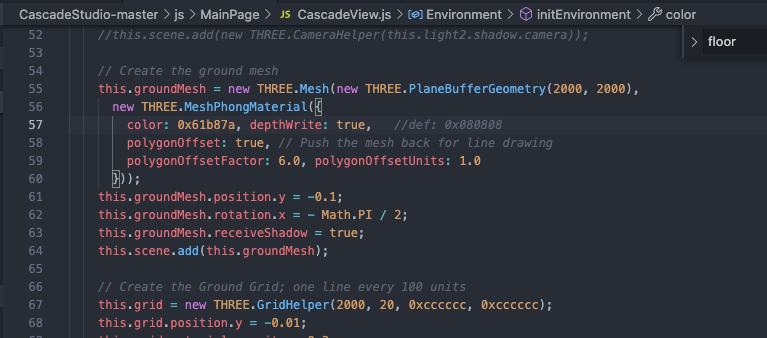 CascadeStudio-master > js > MainPage > JS CascadeView.js > Environment > initEnvironment > color
floor
52 //this.scene.add(new THREE.CameraHelper(this.light2.shadow.camera));
53
54 // Create the ground mesh
55 this.groundMesh = new THREE.Mesh(new THREE.PlaneBufferGeometry(2000, 2000),
56 new THREE.MeshPhongMaterial({
57 color: 0x61b87a, depthWrite: true, //def: 0x080808
58 polygonOffset: true, // Push the mesh back for line drawing
59 polygonOffsetFactor: 6.0, polygonOffsetUnits: 1.0
60 }));
61 this.groundMesh.position.y = -0.1;
62 this.groundMesh.rotation.x = - Math.PI / 2;
63 this.groundMesh.receiveShadow = true;
64 this.scene.add(this.groundMesh);
65
66 // Create the Ground Grid; one line every 100 units
67 this.grid = new THREE.GridHelper(2000, 20, 0xcccccc, 0xcccccc);
68 this.grid.position.y = -0.01;